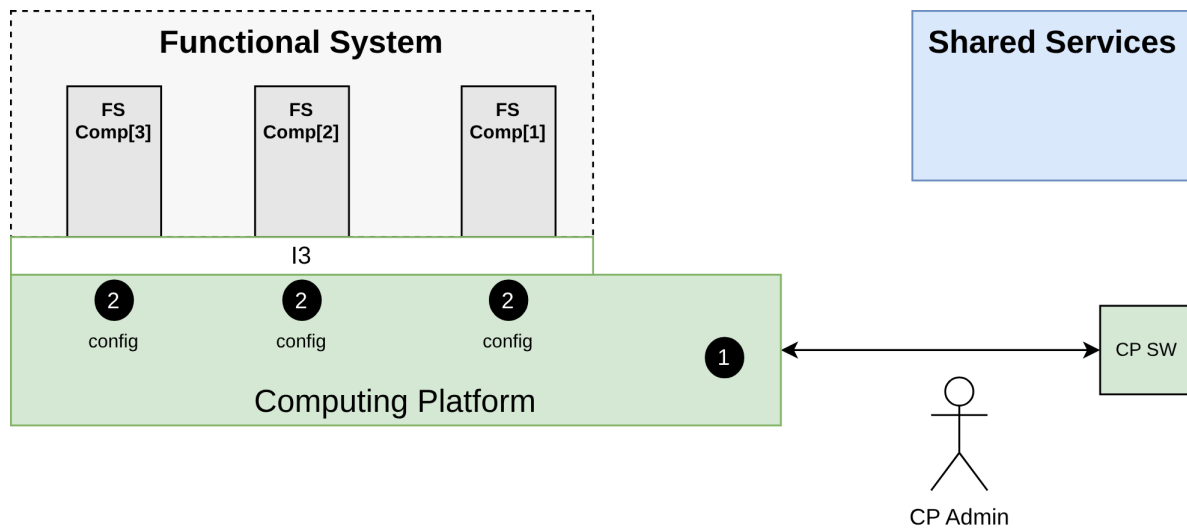 Functional System
Shared Services
FS
Comp[3]
FS
Comp[2]
FS
Comp[1]
I3
2
2
2
config
config
config
1
CP SW
Computing Platform
CP Admin